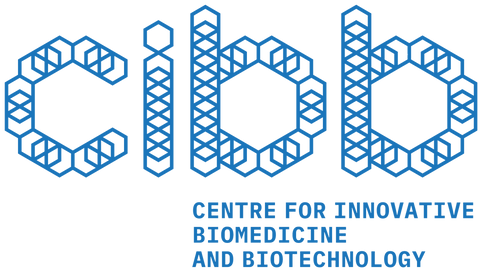 cibb
CENTRE FOR INNOVATIVE
BIOMEDICINE
AND BIOTECHNOLOGY